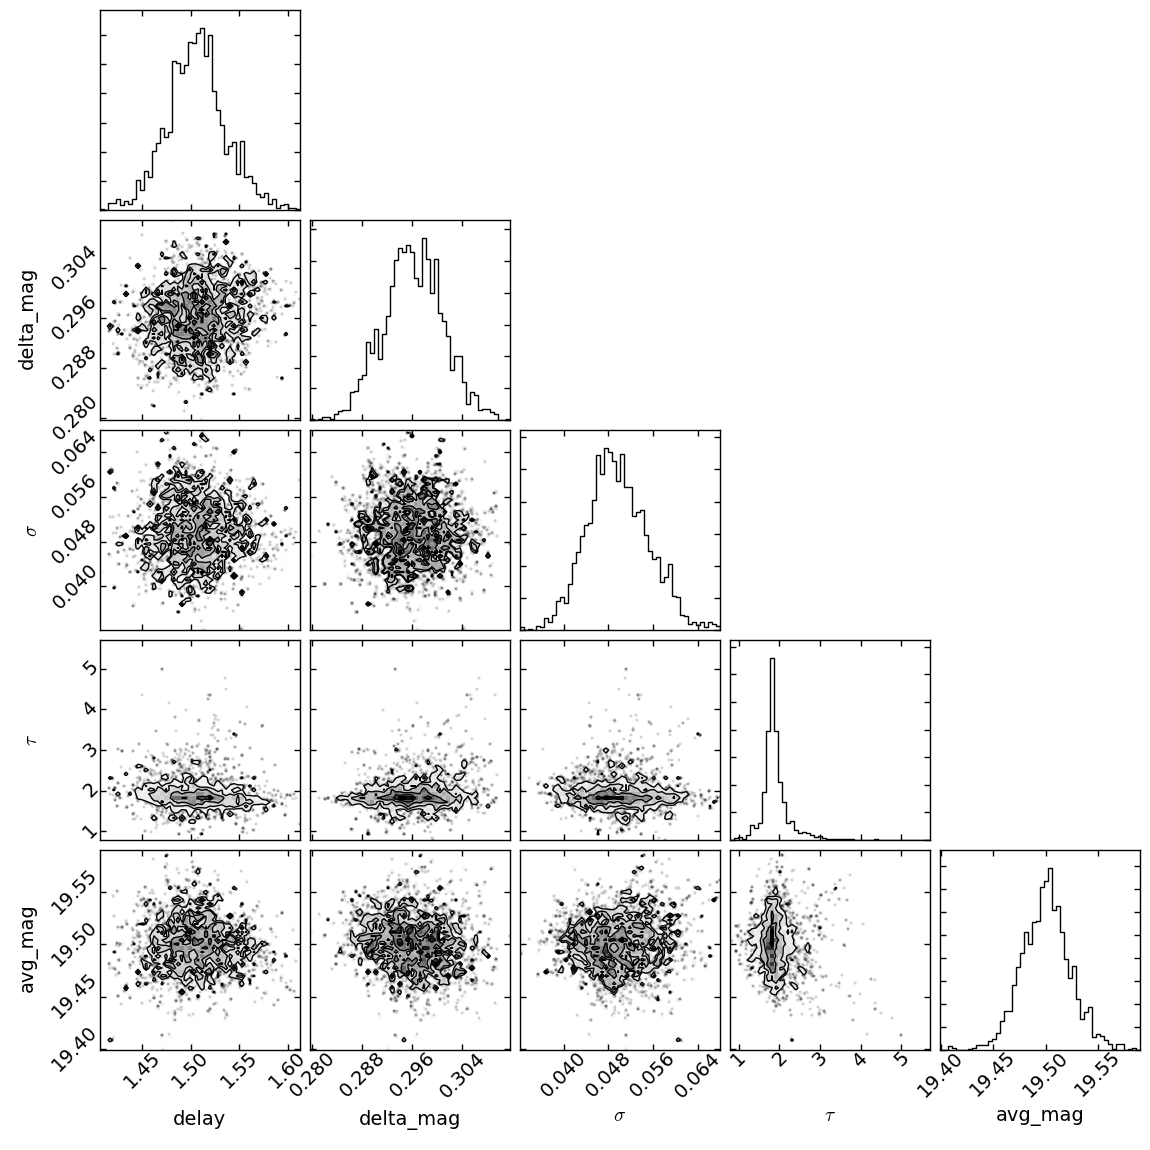 delta_mag
0.304
0.296
0.288
0.280
σ
0.064
0.056
0.048
0.040
τ
5
4
3
2
1
avg_mag
19.55
19.50
19.45
19.40
1.45 1.50 1.55 1.60
0.280 0.288 0.296 0.304
0.040 0.048 0.056 0.064
1 2 3 4 5
19.40 19.45 19.50 19.55
delay delta_mag σ τ avg_mag